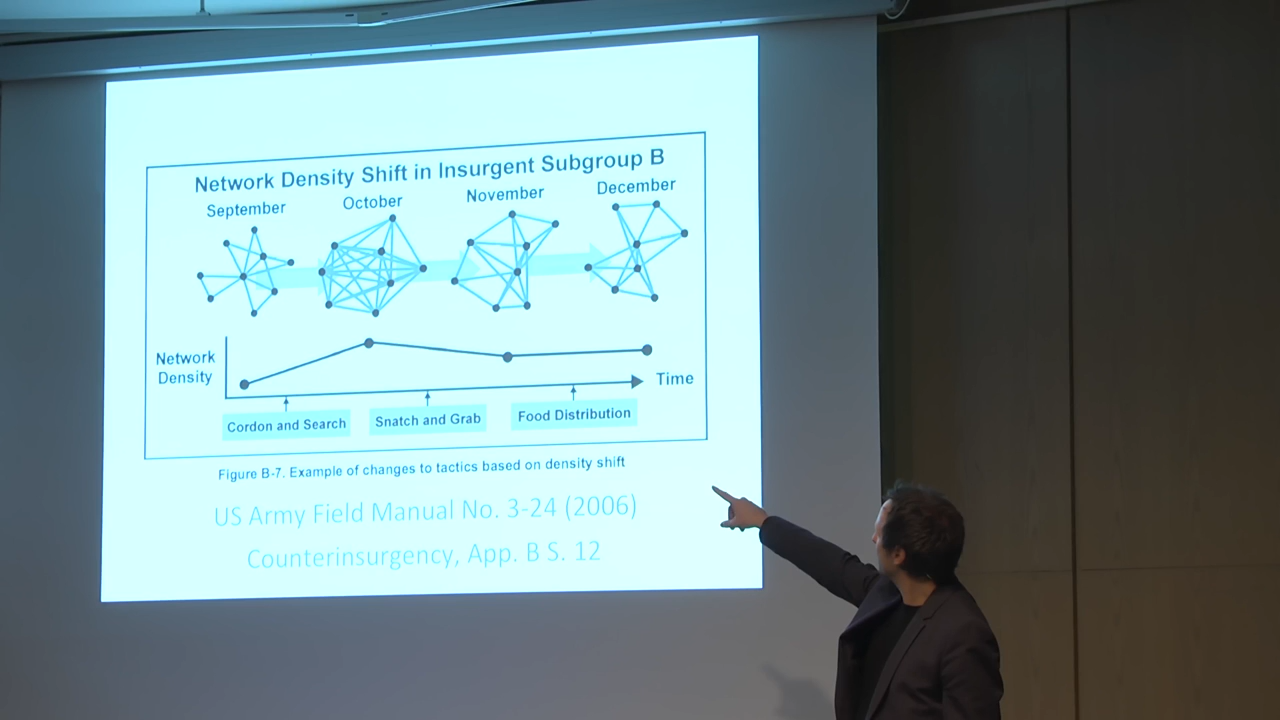 Network Density Shift in Insurgent Subgroup B
September October November December
Network
Density
Time
Cordon and Search Snatch and Grab Food Distribution
Figure B-7. Example of changes to tactics based on density shift
US Army Field Manual No. 3-24 (2006)
Counterinsurgency, App. B S. 12